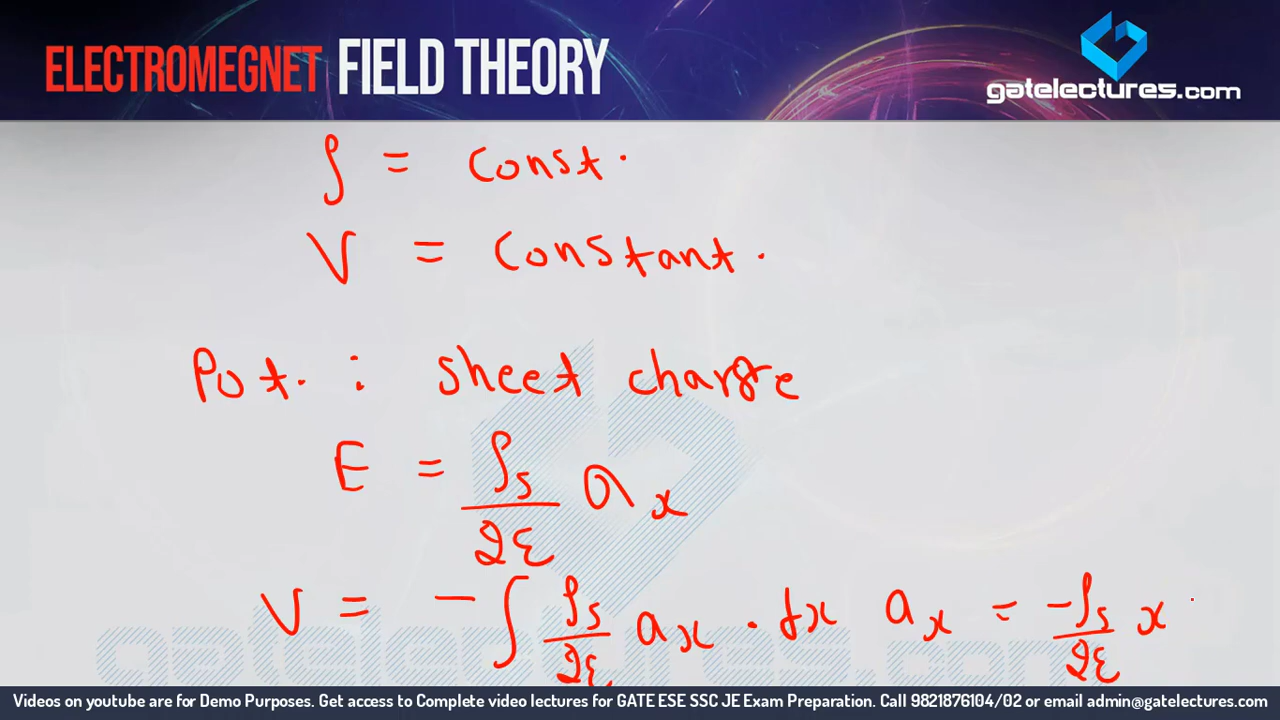 ELECTROMEGNET FIELD THEORY
gatelectures.com
ρ = const.
V = constant.
Pot. : sheet charge
E = ρs/2ε ax
V = - ∫ ρs/2ε ax . dx ax = -ρs/2ε x
gatelectures.com
Videos on youtube are for Demo Purposes. Get access to Complete video lectures for GATE ESE SSC JE Exam Preparation. Call 9821876104/02 or email admin@gatelectures.com